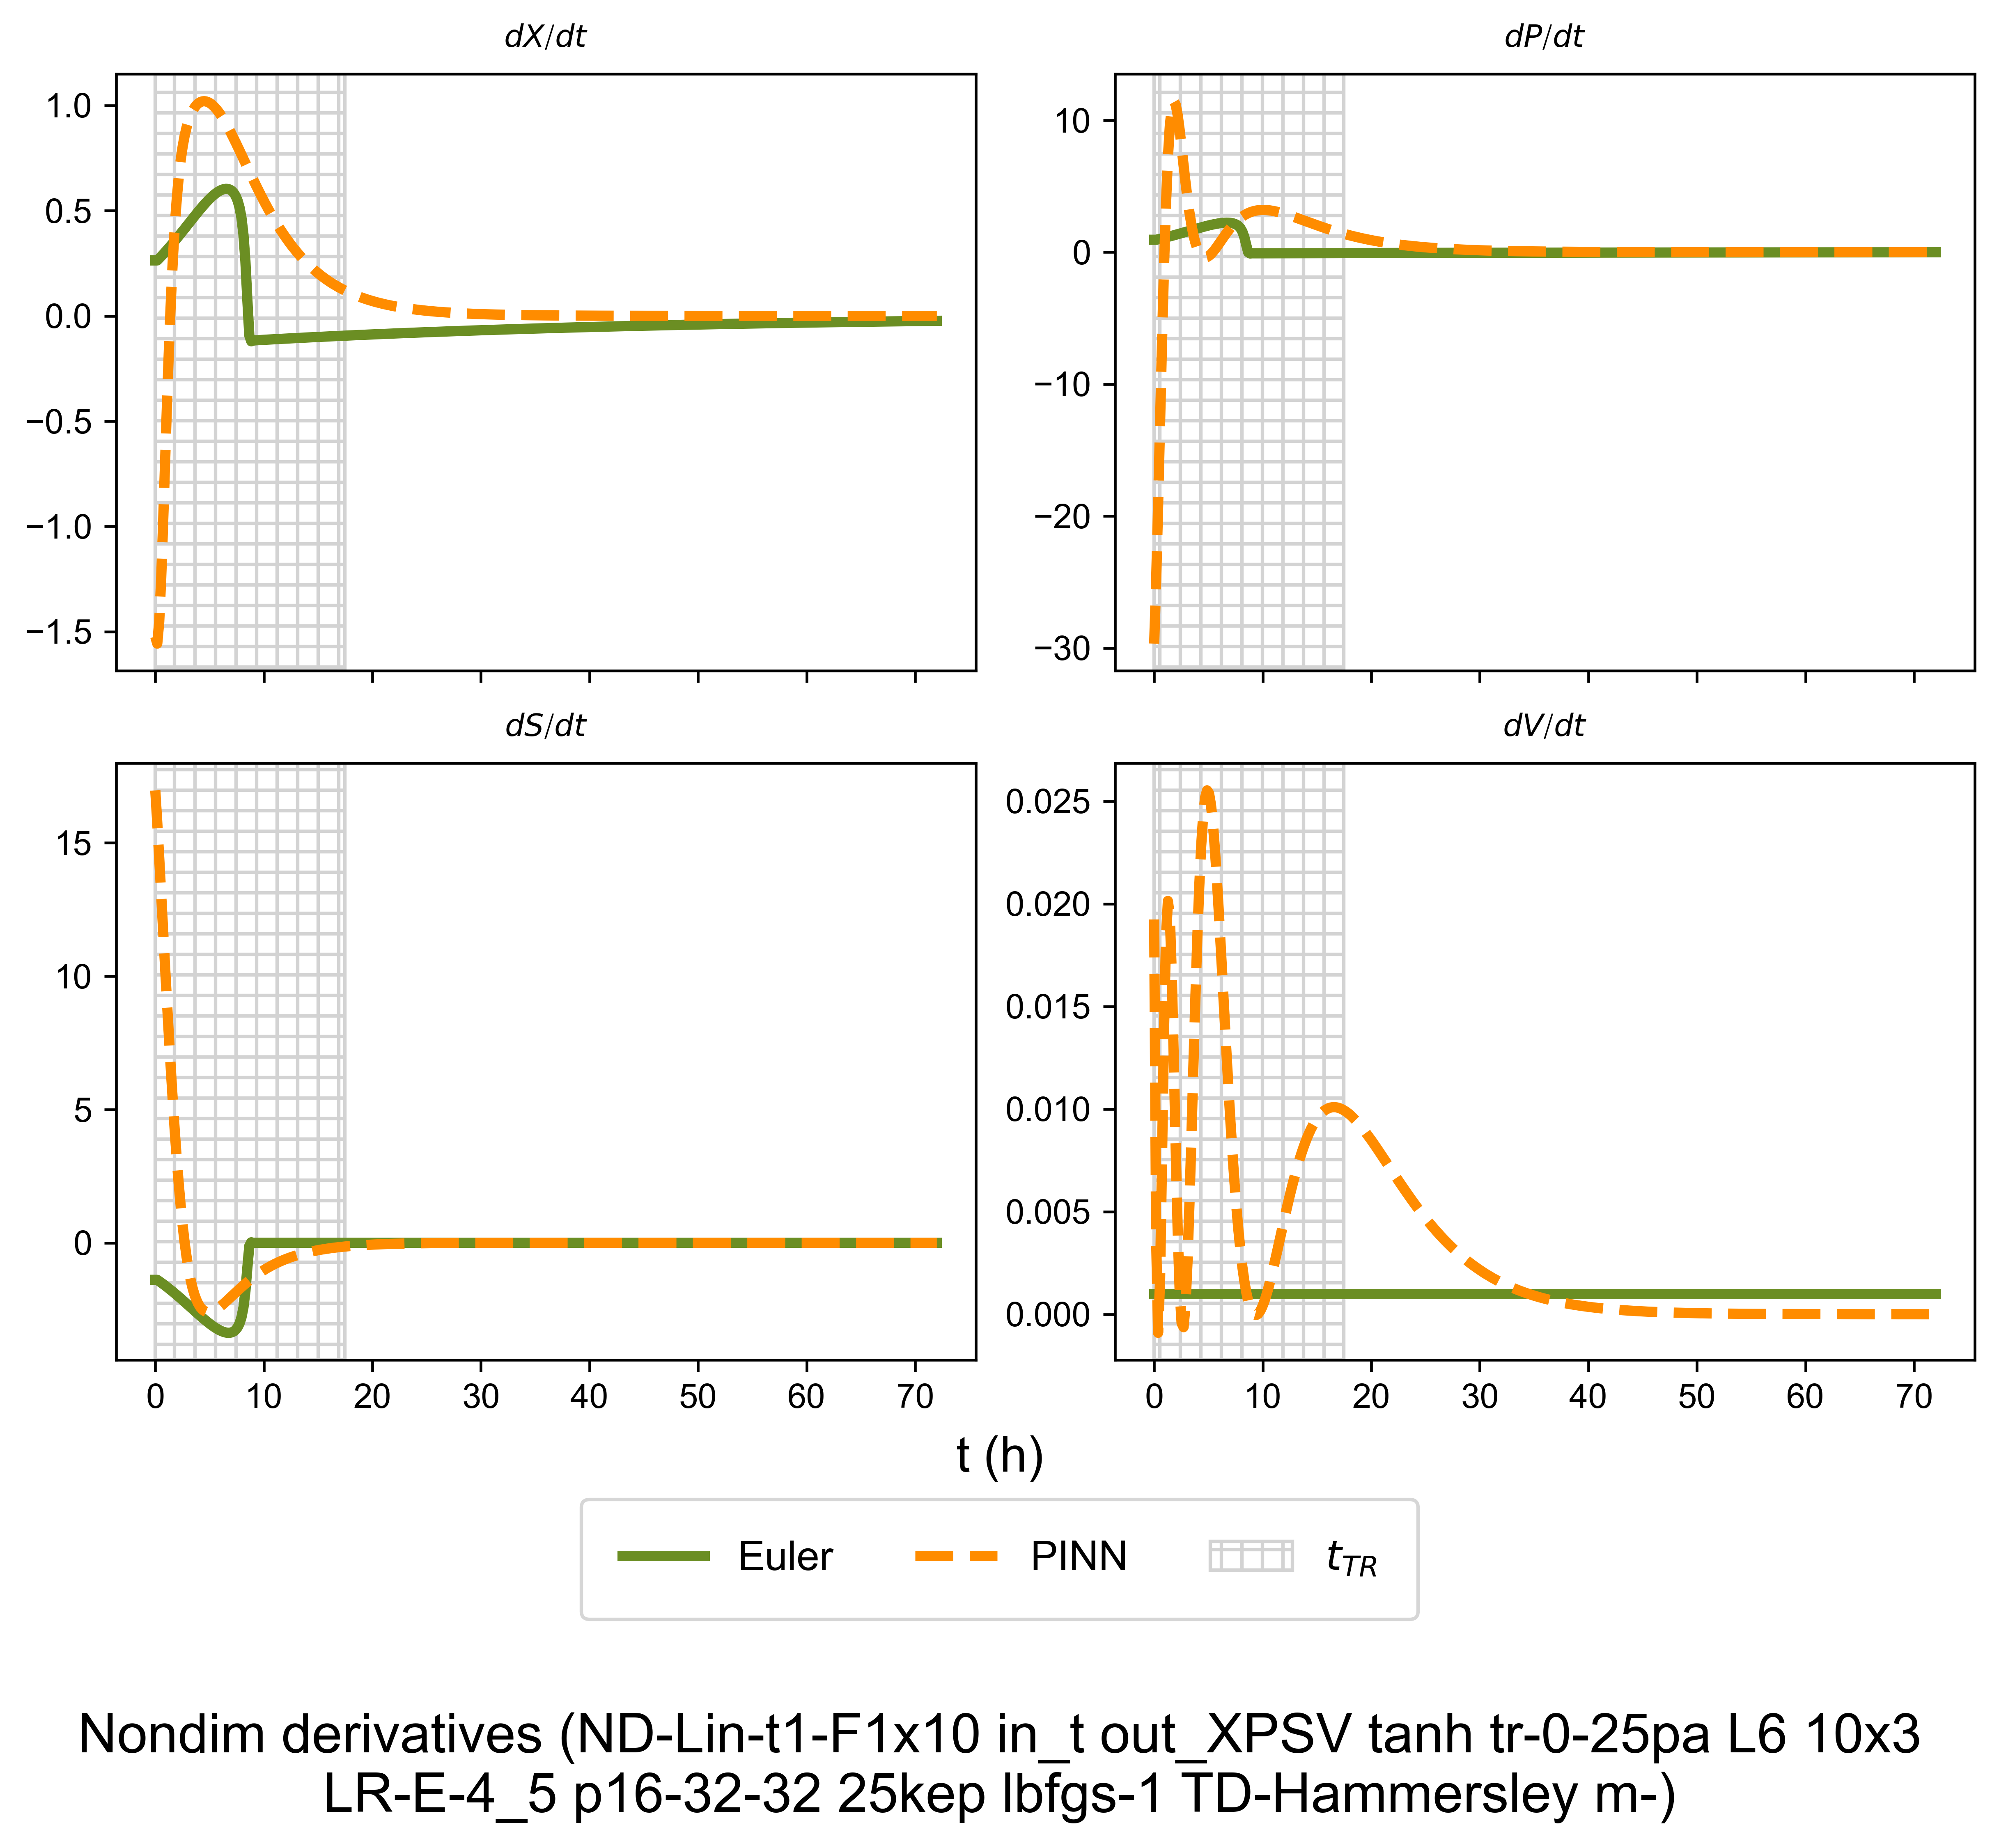 dX/dt
dP/dt
1.0
0.5
0.0
−0.5
−1.0
−1.5
10
0
−10
−20
−30
dS/dt
dV/dt
15
10
5
0
0.025
0.020
0.015
0.010
0.005
0.000
0 10 20 30 40 50 60 70
0 10 20 30 40 50 60 70
t (h)
Euler PINN t_{TR}
Nondim derivatives (ND-Lin-t1-F1x10 in_t out_XPSV tanh tr-0-25pa L6 10x3
LR-E-4_5 p16-32-32 25kep lbfgs-1 TD-Hammersley m-)